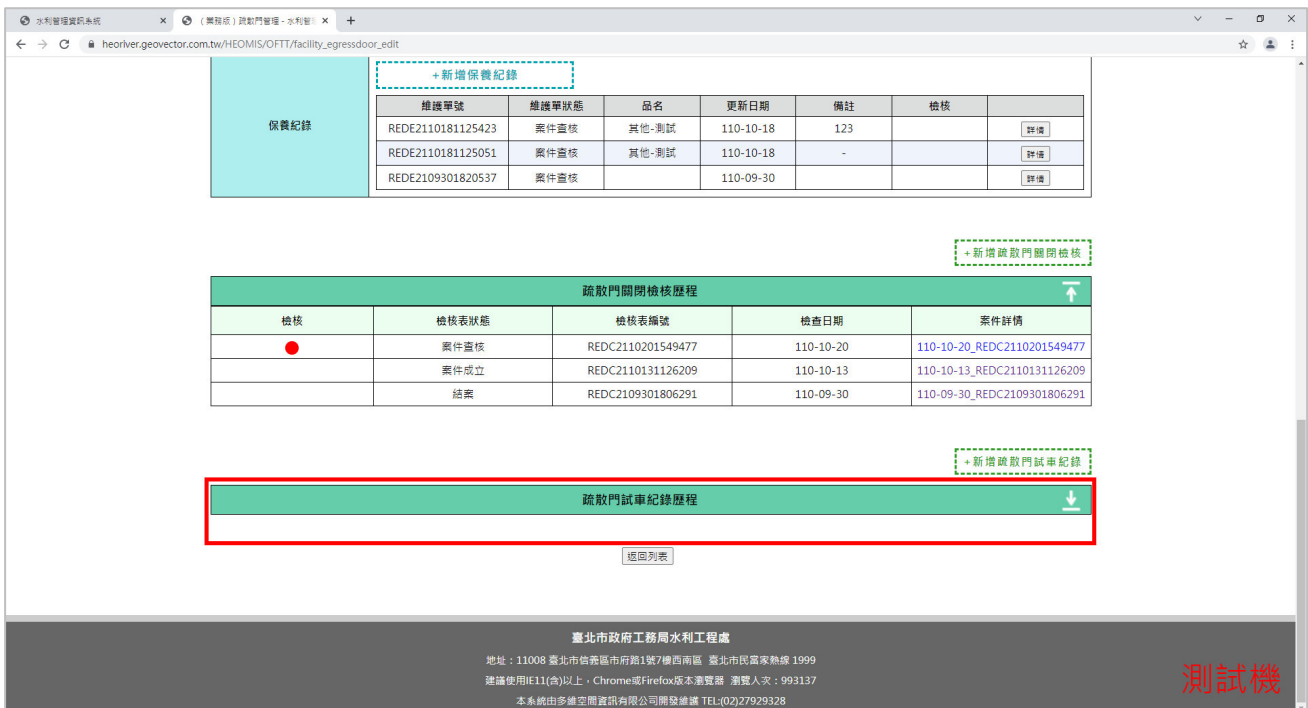 水利管理資訊系統
(業務版)疏散門管理 - 水利管
heoriver.geovector.com.tw/HEOMIS/OFTT/facility_egressdoor_edit
+新增保養紀錄
保養紀錄
維護單號 維護單狀態 品名 更新日期 備註 檢核
REDE2110181125423 案件查核 其他-測試 110-10-18 123 詳情
REDE2110181125051 案件查核 其他-測試 110-10-18 - 詳情
REDE2109301820537 案件查核 110-09-30 詳情
+新增疏散門關閉檢核
疏散門關閉檢核歷程
檢核 檢核表狀態 檢核表編號 檢查日期 案件詳情
案件查核 REDC2110201549477 110-10-20 110-10-20_REDC2110201549477
案件成立 REDC2110131126209 110-10-13 110-10-13_REDC2110131126209
結案 REDC2109301806291 110-09-30 110-09-30_REDC2109301806291
+新增疏散門試車紀錄
疏散門試車紀錄歷程
返回列表
臺北市政府工務局水利工程處
地址：11008 臺北市信義區市府路1號7樓西南區 臺北市民當家熱線 1999
建議使用IE11(含)以上，Chrome或Firefox版本瀏覽器 瀏覽人次：993137
本系統由多維空間資訊有限公司開發維護 TEL:(02)27929328
測試機